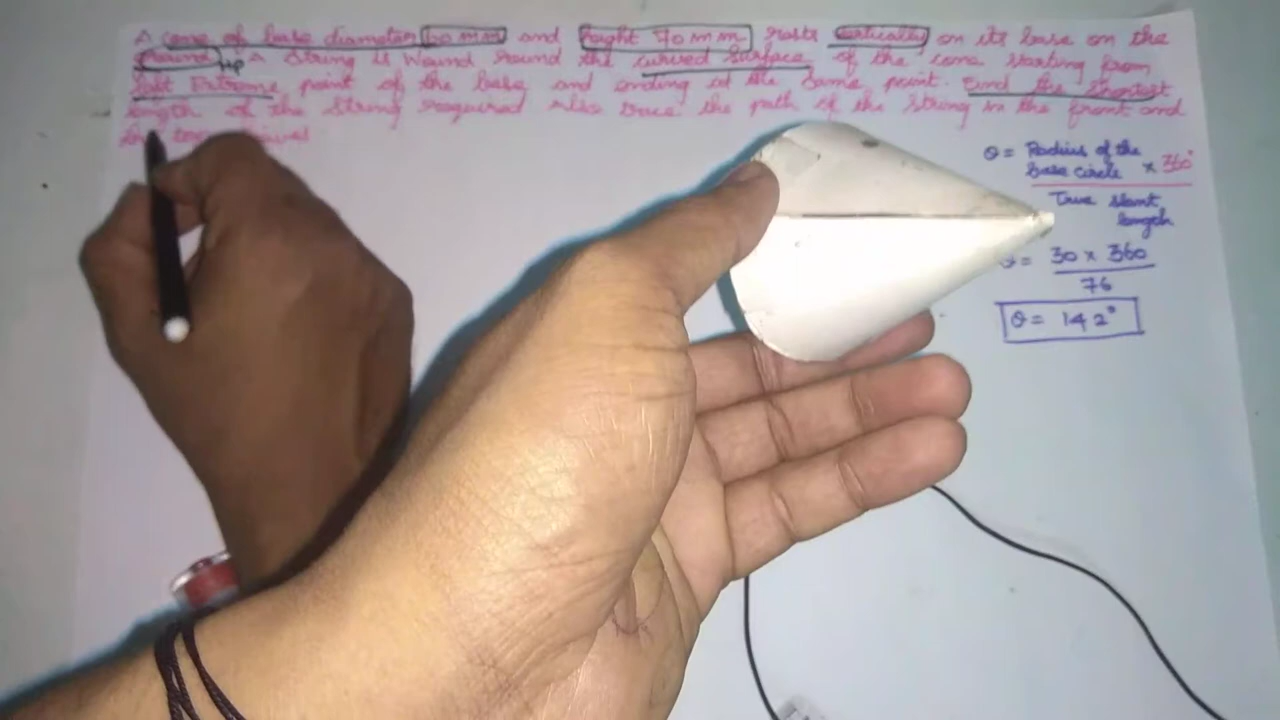 A cone of base diameter 60 mm and height 70 mm rests vertically on its base on the
ground HP A string is wound round the curved surface of the cone starting from
left Extreme point of the base and ending at the same point. Find the shortest
length of the string required Also trace the path of the string in the front and
the top
θ = Radius of the
base circle × 360°
True slant
length
θ = 30 × 360
76
θ = 142°